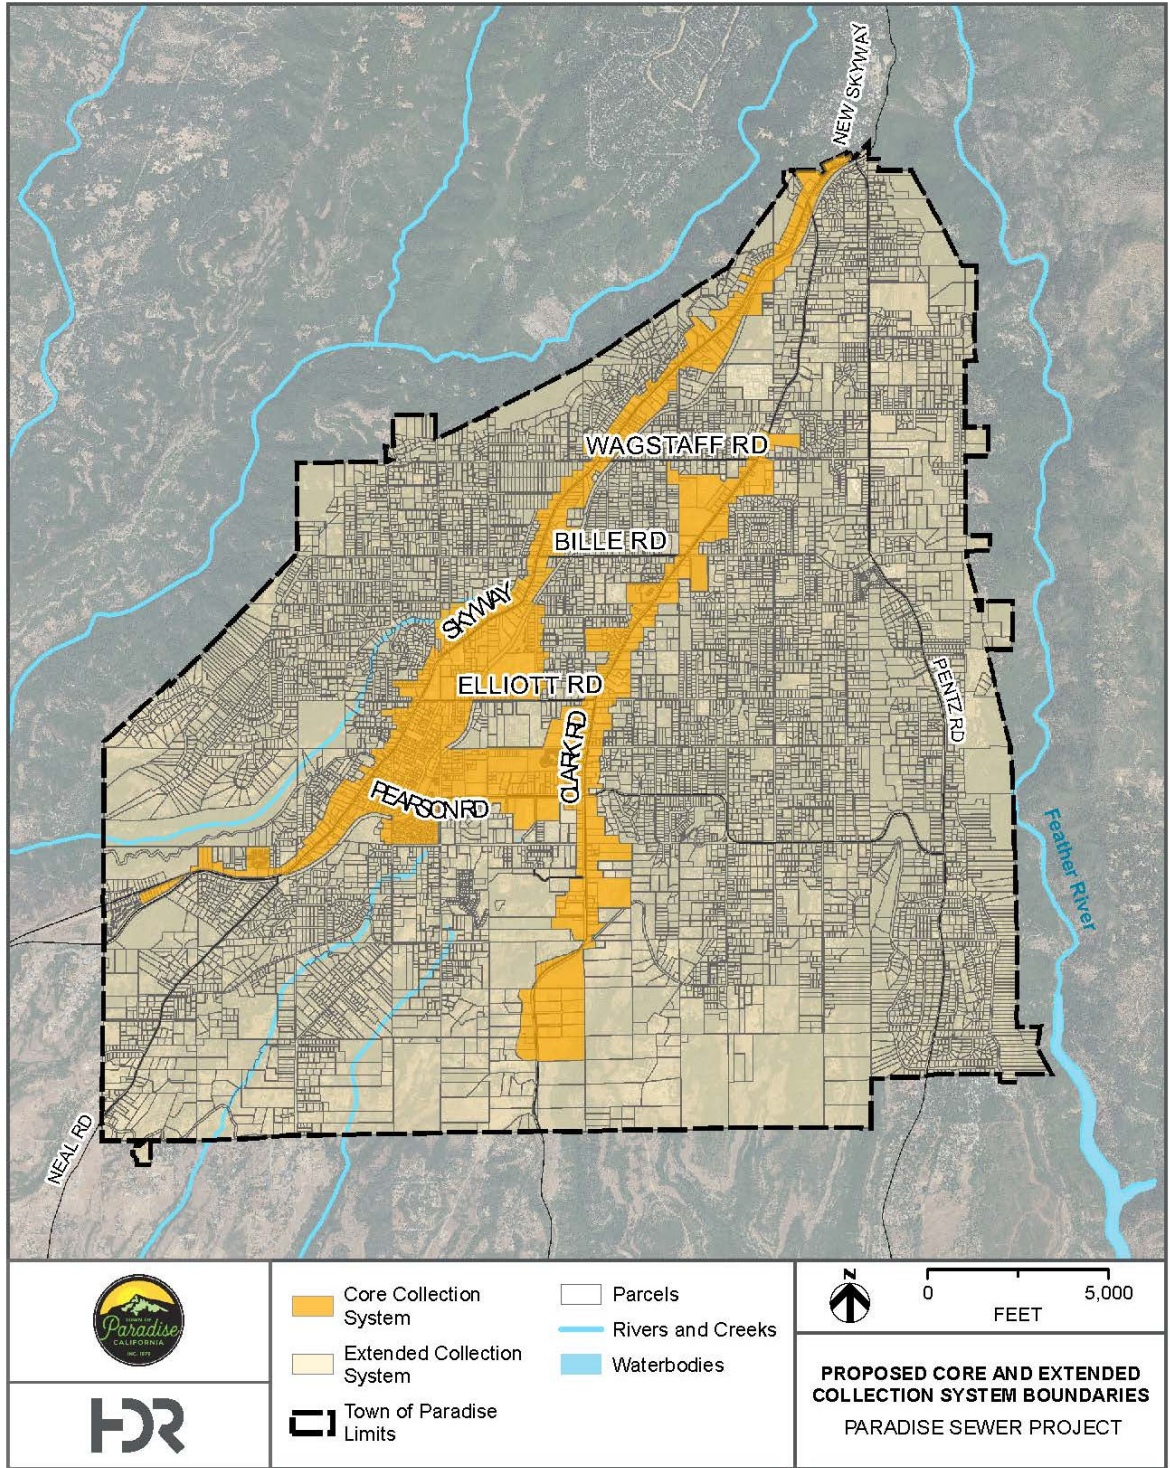 NEW SKYWAY
WAGSTAFF RD
BILLE RD
SKYWAY
ELLIOTT RD
PENTZ RD
CLARK RD
PEARSON RD
Feather River
NEAL RD
TOWN OF
Paradise
CALIFORNIA
INC. 1979
HDR
Core Collection
System
Extended Collection
System
Town of Paradise
Limits
Parcels
Rivers and Creeks
Waterbodies
N
0 5,000
FEET
PROPOSED CORE AND EXTENDED
COLLECTION SYSTEM BOUNDARIES
PARADISE SEWER PROJECT